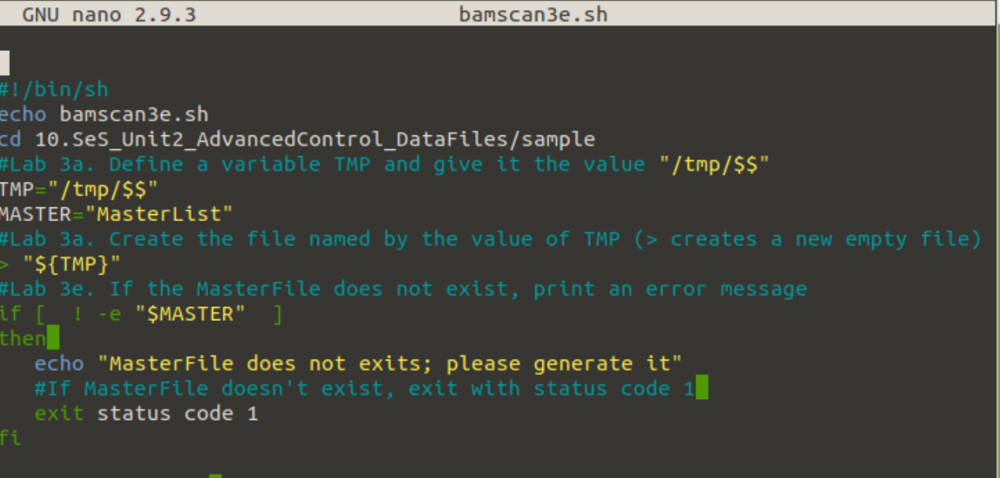 GNU nano 2.9.3 bamscan3e.sh
#!/bin/sh
echo bamscan3e.sh
cd 10.SeS_Unit2_AdvancedControl_DataFiles/sample
#Lab 3a. Define a variable TMP and give it the value "/tmp/$$"
TMP="/tmp/$$"
MASTER="MasterList"
#Lab 3a. Create the file named by the value of TMP (> creates a new empty file)
> "${TMP}"
#Lab 3e. If the MasterFile does not exist, print an error message
if [  ! -e "$MASTER"  ]
then
   echo "MasterFile does not exits; please generate it"
   #If MasterFile doesn't exist, exit with status code 1
   exit status code 1
fi